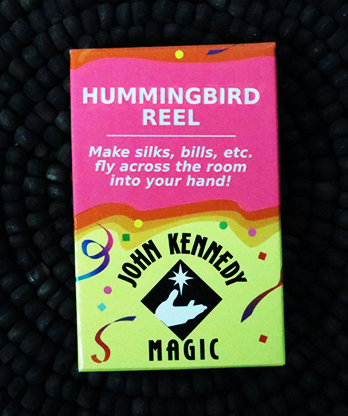 HUMMINGBIRD
REEL
Make silks, bills, etc.
fly across the room
into your hand!
JOHN KENNEDY
MAGIC